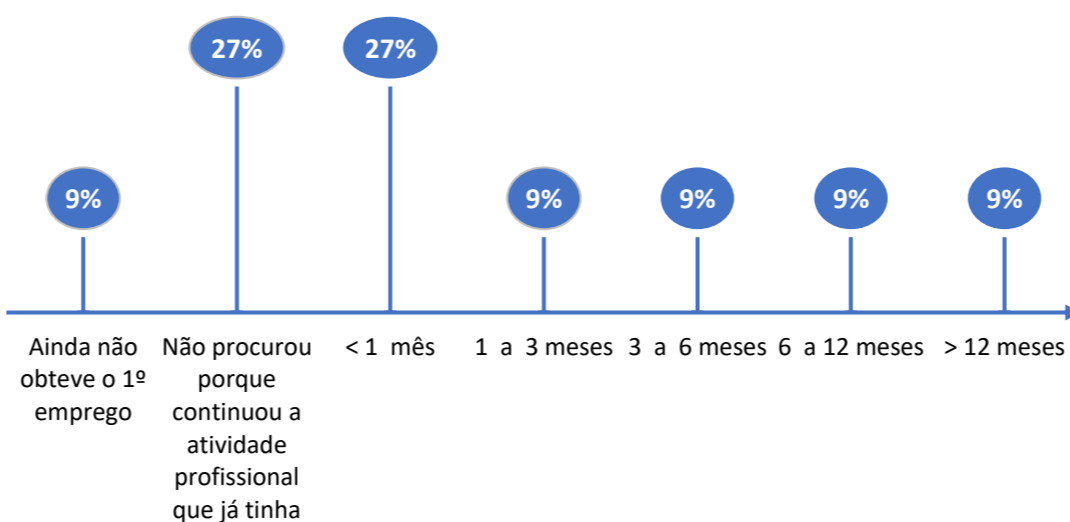 27%
27%
9%
9%
9%
9%
9%
Ainda não
obteve o 1º
emprego
Não procurou
porque
continuou a
atividade
profissional
que já tinha
< 1 mês
1 a 3 meses
3 a 6 meses
6 a 12 meses
> 12 meses